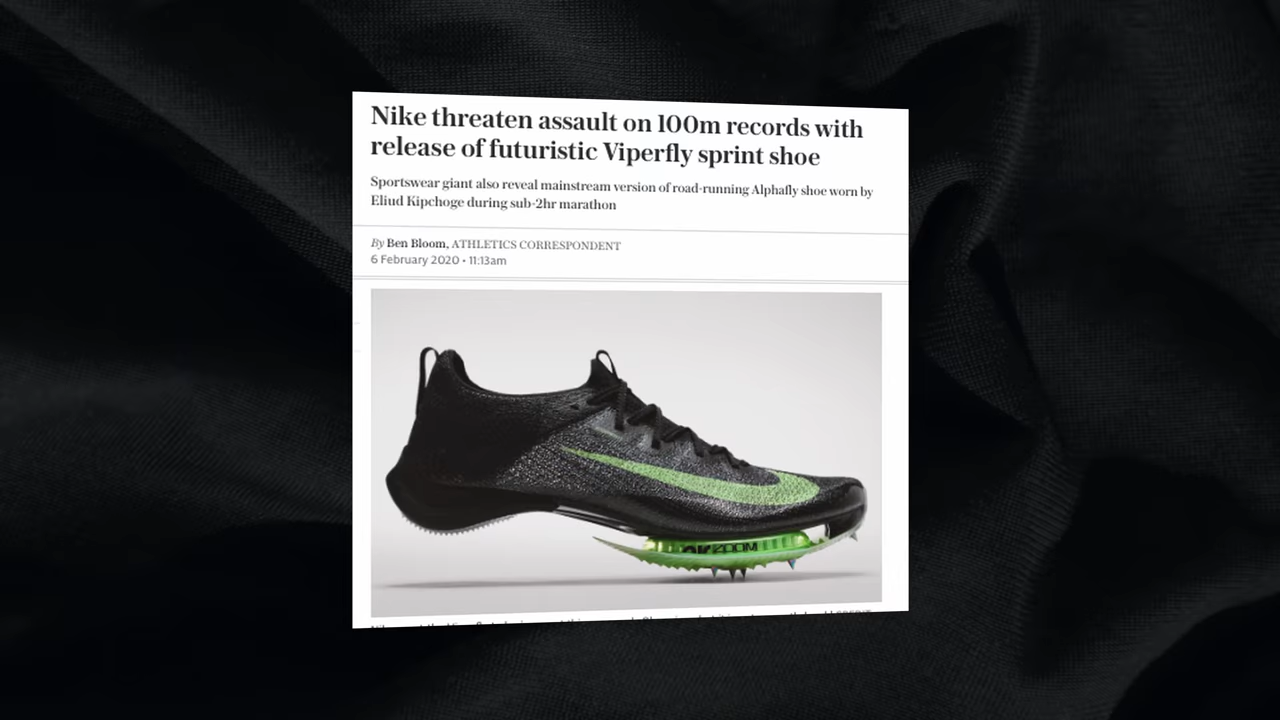 Nike threaten assault on 100m records with
release of futuristic Viperfly sprint shoe
Sportswear giant also reveal mainstream version of road-running Alphafly shoe worn by
Eliud Kipchoge during sub-2hr marathon
By Ben Bloom, ATHLETICS CORRESPONDENT
6 February 2020 • 11:13am
ZOOM